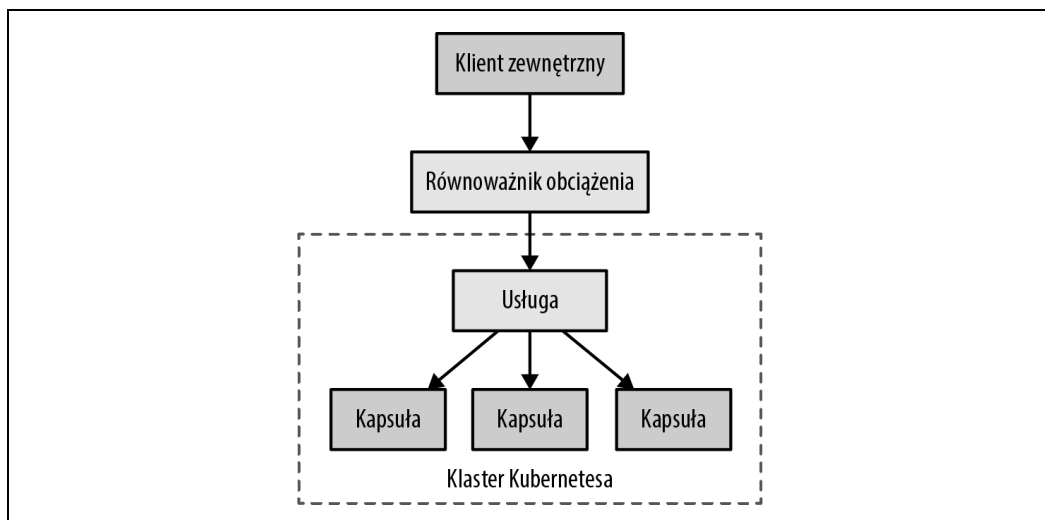 Klient zewnętrzny
Równoważnik obciążenia
Usługa
Kapsuła
Kapsuła
Kapsuła
Klaster Kubernetesa